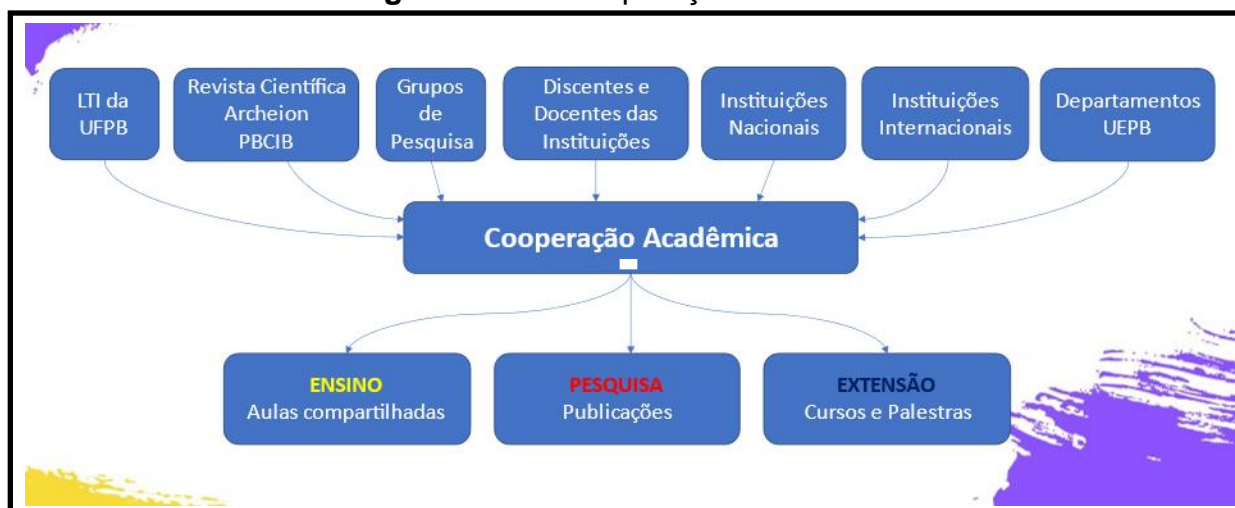 LTI da
UFPB
Revista Científica
Archeion
PBCIB
Grupos
de
Pesquisa
Discentes e
Docentes das
Instituições
Instituições
Nacionais
Instituições
Internacionais
Departamentos
UEPB
Cooperação Acadêmica
ENSINO
Aulas compartilhadas
PESQUISA
Publicações
EXTENSÃO
Cursos e Palestras